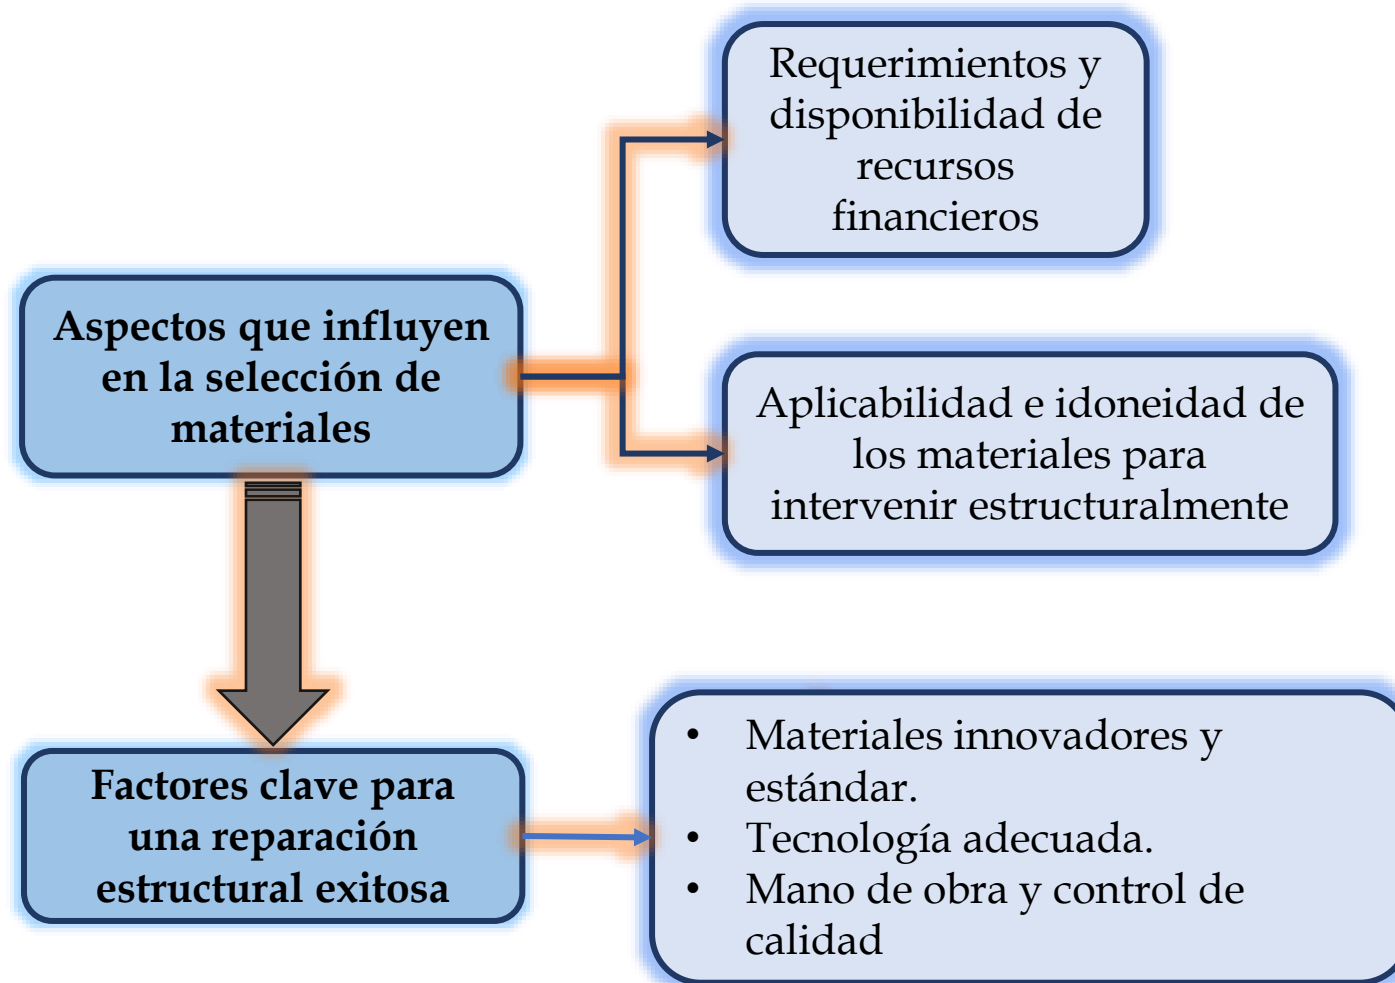 Requerimientos y
disponibilidad de
recursos
financieros
Aspectos que influyen
en la selección de
materiales
Aplicabilidad e idoneidad de
los materiales para
intervenir estructuralmente
Factores clave para
una reparación
estructural exitosa
• Materiales innovadores y
estándar.
• Tecnología adecuada.
• Mano de obra y control de
calidad